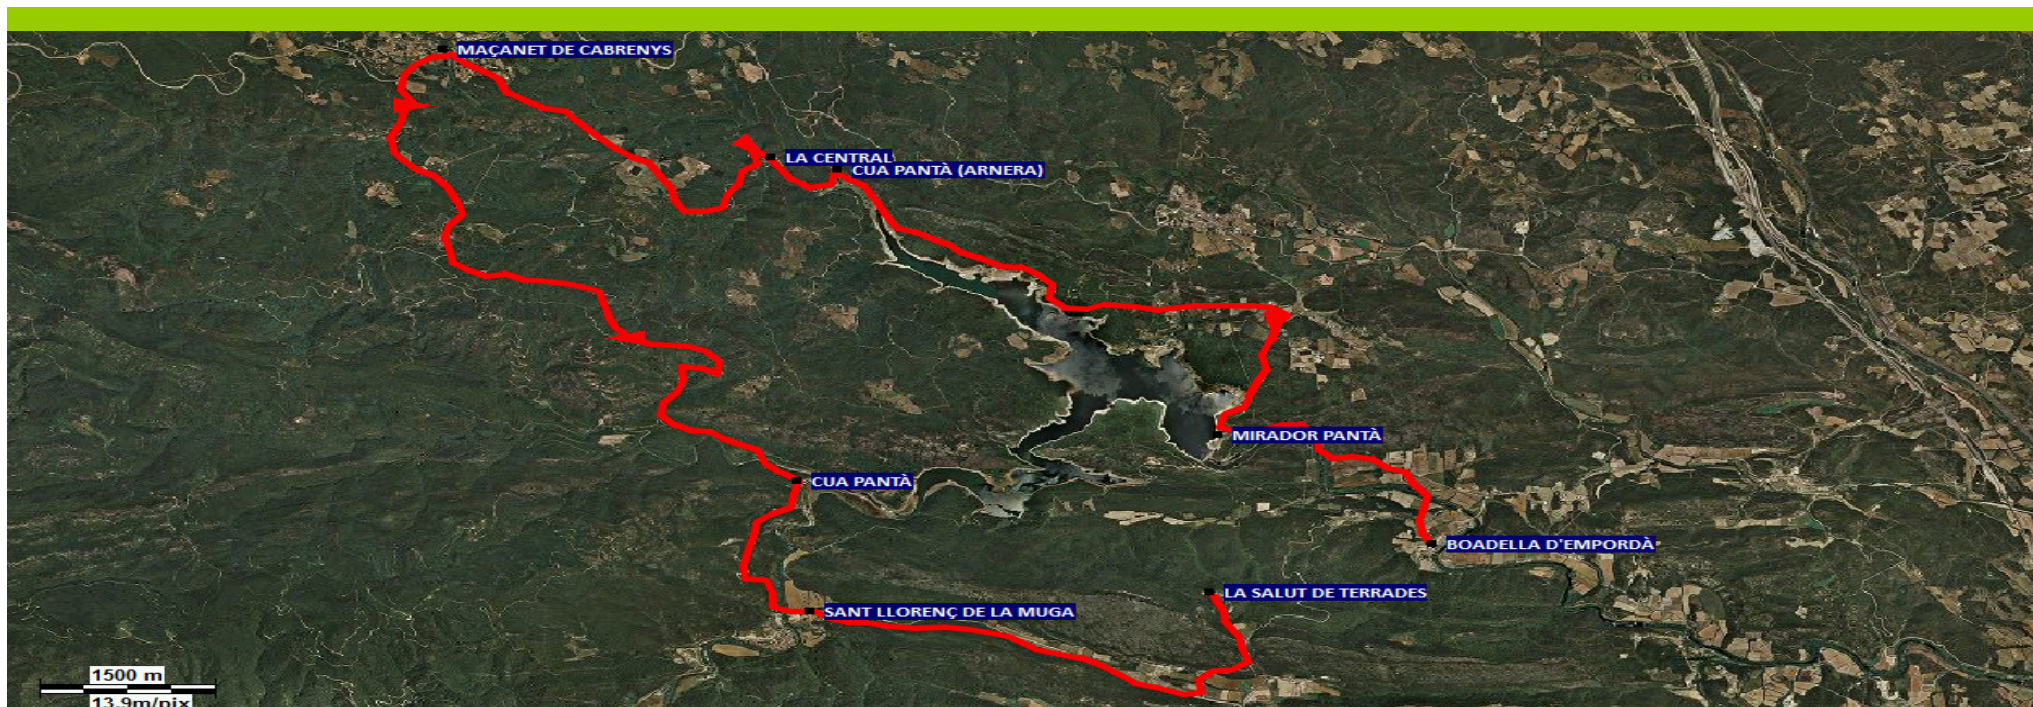 MAÇANET DE CABRENYS
LA CENTRAL
CUA PANTÀ (ARNERA)
MIRADOR PANTÀ
CUA PANTÀ
BOADELLA D'EMPORDÀ
LA SALUT DE TERRADES
SANT LLORENÇ DE LA MUGA
1500 m
13.9m/pix